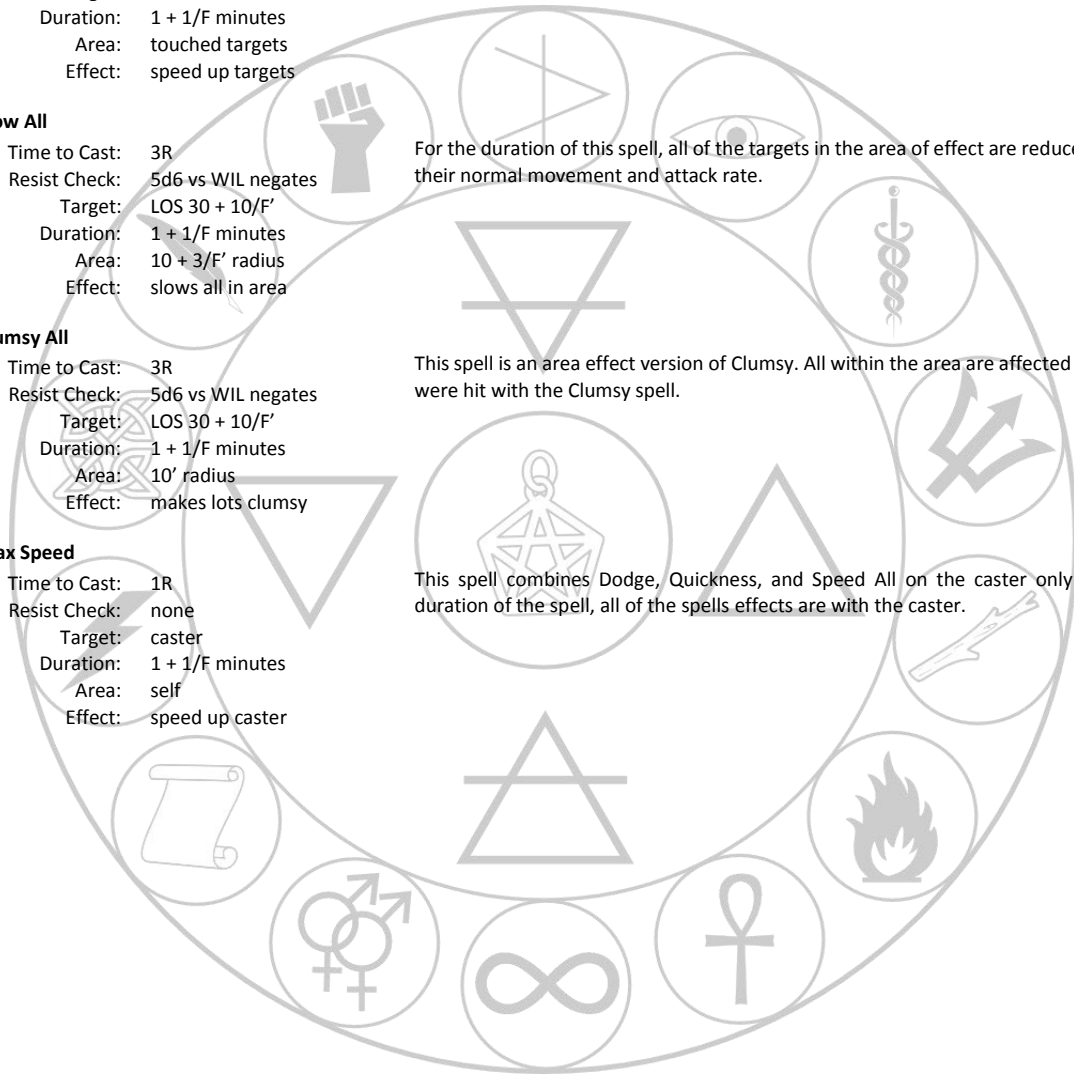 Duration: 1 + 1/F minutes
Area: touched targets
Effect: speed up targets
ow All
Time to Cast: 3R
Resist Check: 5d6 vs WIL negates
Target: LOS 30 + 10/F’
Duration: 1 + 1/F minutes
Area: 10 + 3/F’ radius
Effect: slows all in area
For the duration of this spell, all of the targets in the area of effect are reduce
their normal movement and attack rate.
umsy All
Time to Cast: 3R
Resist Check: 5d6 vs WIL negates
Target: LOS 30 + 10/F’
Duration: 1 + 1/F minutes
Area: 10’ radius
Effect: makes lots clumsy
This spell is an area effect version of Clumsy. All within the area are affected
were hit with the Clumsy spell.
ax Speed
Time to Cast: 1R
Resist Check: none
Target: caster
Duration: 1 + 1/F minutes
Area: self
Effect: speed up caster
This spell combines Dodge, Quickness, and Speed All on the caster only
duration of the spell, all of the spells effects are with the caster.